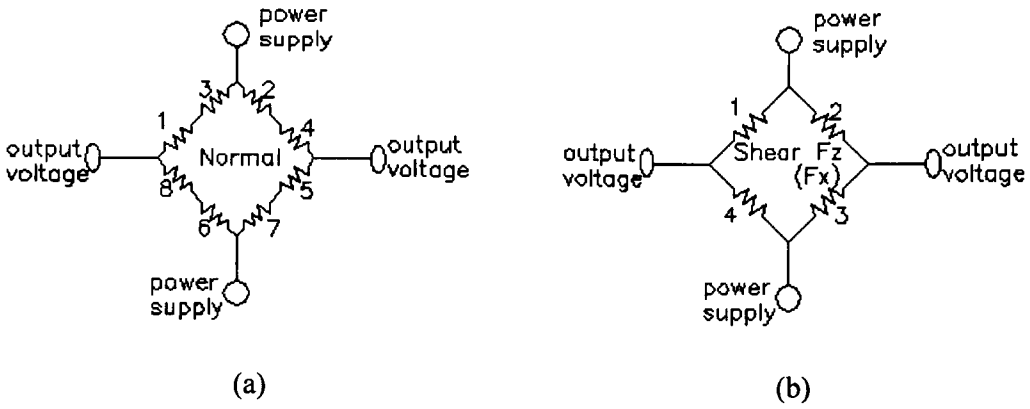 power
supply
3
2
1
4
output
voltage
Normal
output
voltage
8
5
6
7
power
supply
(a)
power
supply
1
2
output
voltage
Shear Fz
(Fx)
output
voltage
4
3
power
supply
(b)